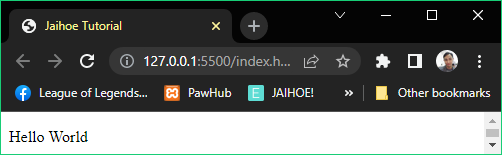 Jaihoe Tutorial
127.0.0.1:5500/index.h...
League of Legends... PawHub JAIHOE! » Other bookmarks
Hello World